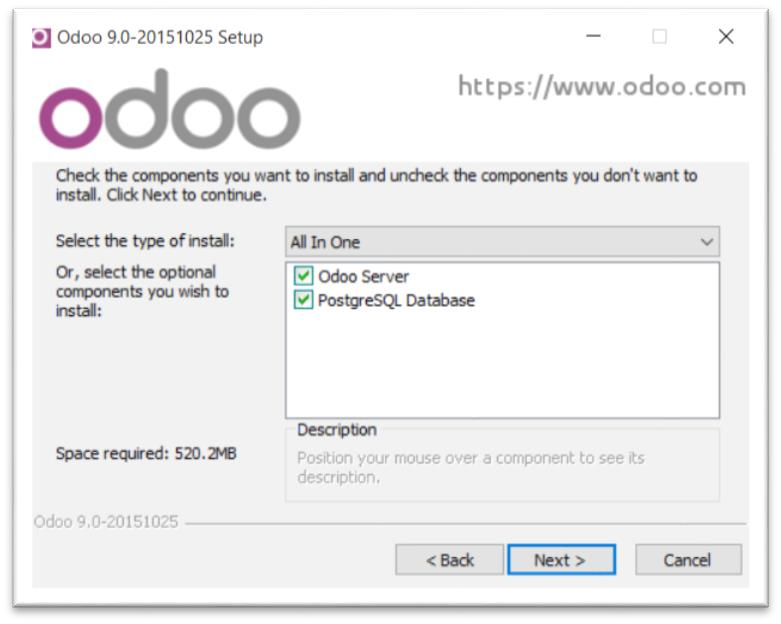 Odoo 9.0-20151025 Setup
odoo
https://www.odoo.com
Check the components you want to install and uncheck the components you don't want to
install. Click Next to continue.
Select the type of install:
All In One
Or, select the optional
components you wish to
install:
Odoo Server
PostgreSQL Database
Space required: 520.2MB
Description
Position your mouse over a component to see its
description.
Odoo 9.0-20151025
< Back
Next >
Cancel